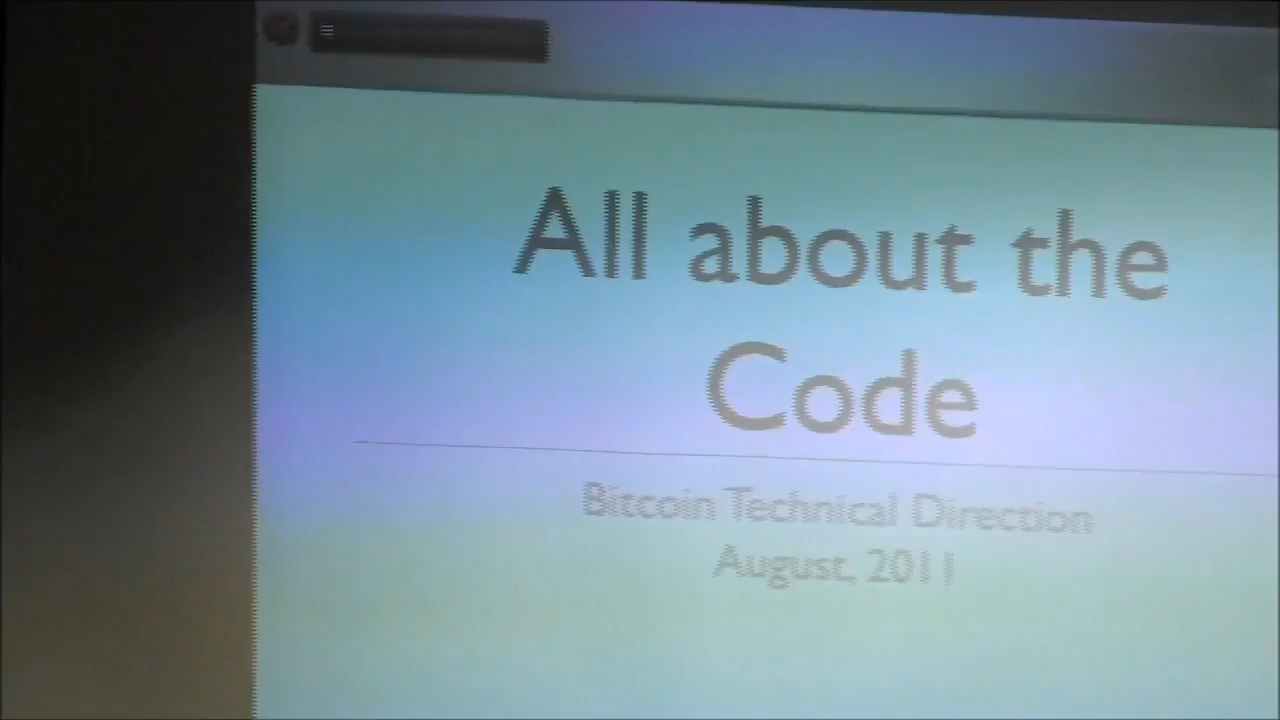 All about the
Code
Bitcoin Technical Direction
August, 2011